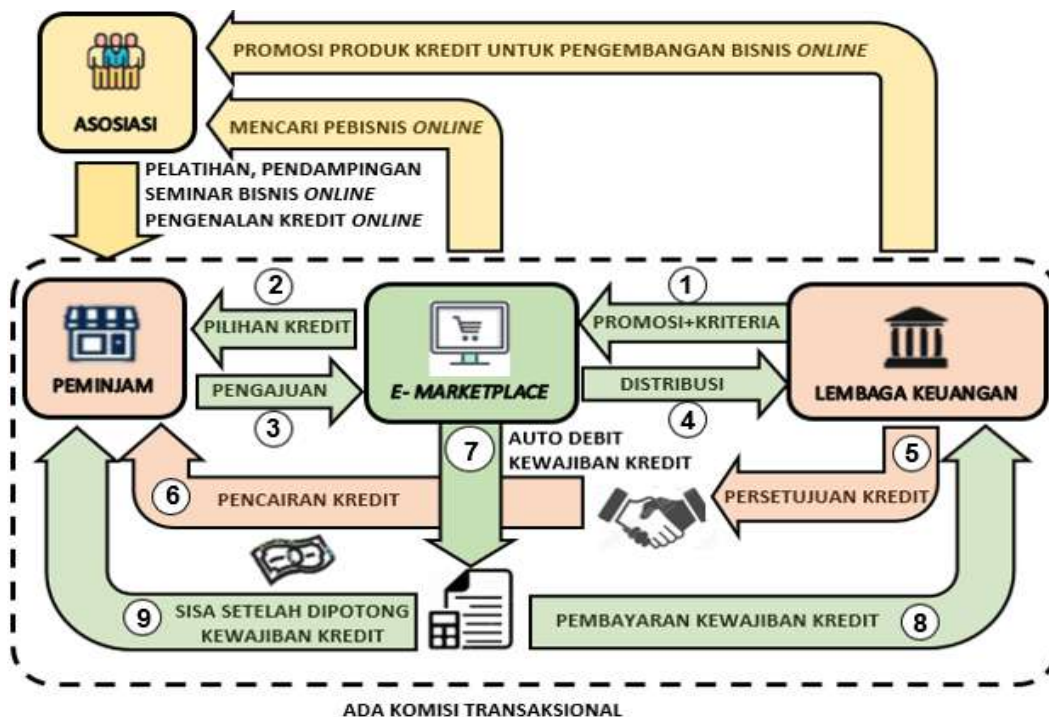 PROMOSI PRODUK KREDIT UNTUK PENGEMBANGAN BISNIS ONLINE
ASOSIASI
MENCARI PEBISNIS ONLINE
PELATIHAN, PENDAMPINGAN
SEMINAR BISNIS ONLINE
PENGENALAN KREDIT ONLINE
2
1
PILIHAN KREDIT
PROMOSI+KRITERIA
PEMINJAM
PENGAJUAN
E- MARKETPLACE
DISTRIBUSI
LEMBAGA KEUANGAN
3
4
7
AUTO DEBIT
KEWAJIBAN KREDIT
5
6
PENCAIRAN KREDIT
PERSETUJUAN KREDIT
9
SISA SETELAH DIPOTONG
KEWAJIBAN KREDIT
PEMBAYARAN KEWAJIBAN KREDIT
8
ADA KOMISI TRANSAKSIONAL